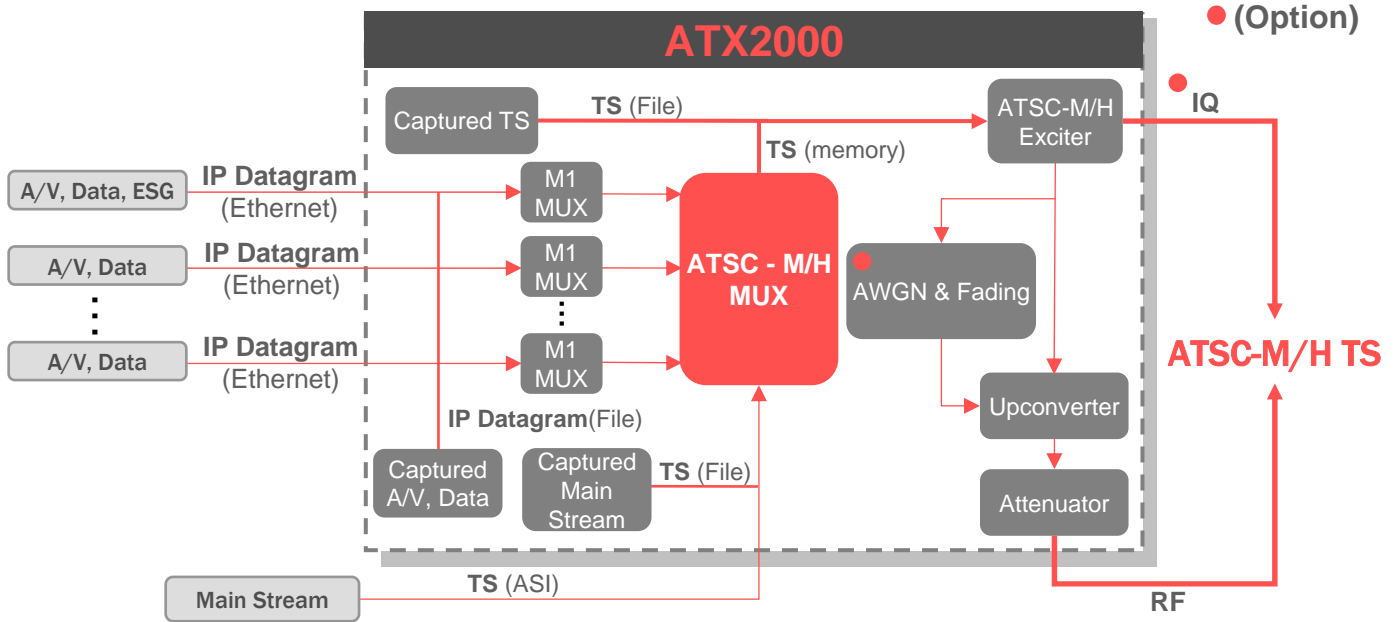 ATX2000
(Option)
Captured TS
TS (File)
ATSC-M/H
Exciter
IQ
TS (memory)
A/V, Data, ESG
IP Datagram
(Ethernet)
M1
MUX
A/V, Data
IP Datagram
(Ethernet)
M1
MUX
ATSC - M/H
MUX
AWGN & Fading
A/V, Data
IP Datagram
(Ethernet)
M1
MUX
ATSC-M/H TS
Upconverter
IP Datagram(File)
Captured
A/V, Data
Captured
Main
Stream
TS (File)
Attenuator
Main Stream
TS (ASI)
RF